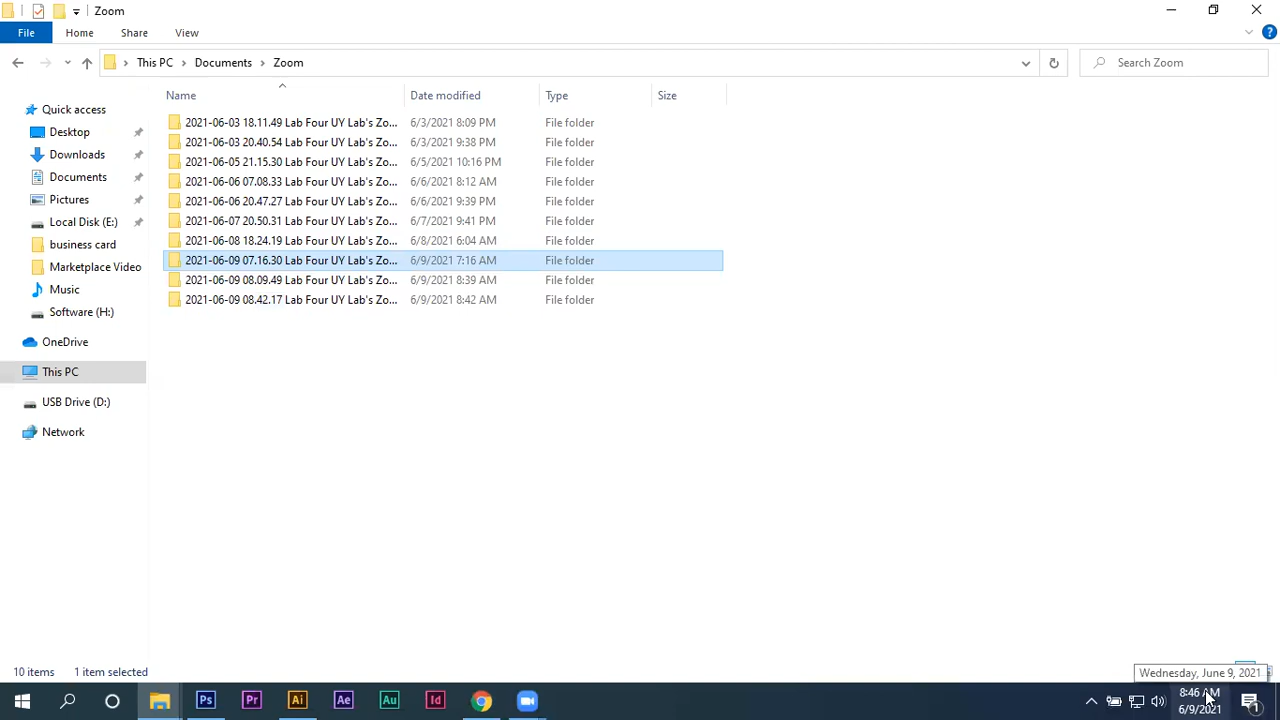 Zoom
File Home Share View
This PC Documents Zoom Search Zoom
Name Date modified Type Size
Quick access
Desktop
Downloads
Documents
Pictures
Local Disk (E:)
business card
Marketplace Video
Music
Software (H:)
OneDrive
This PC
USB Drive (D:)
Network
2021-06-03 18.11.49 Lab Four UY Lab's Zo... 6/3/2021 8:09 PM File folder
2021-06-03 20.40.54 Lab Four UY Lab's Zo... 6/3/2021 9:38 PM File folder
2021-06-05 21.15.30 Lab Four UY Lab's Zo... 6/5/2021 10:16 PM File folder
2021-06-06 07.08.33 Lab Four UY Lab's Zo... 6/6/2021 8:12 AM File folder
2021-06-06 20.47.27 Lab Four UY Lab's Zo... 6/6/2021 9:39 PM File folder
2021-06-07 20.50.31 Lab Four UY Lab's Zo... 6/7/2021 9:41 PM File folder
2021-06-08 18.24.19 Lab Four UY Lab's Zo... 6/8/2021 6:04 AM File folder
2021-06-09 07.16.30 Lab Four UY Lab's Zo... 6/9/2021 7:16 AM File folder
2021-06-09 08.09.49 Lab Four UY Lab's Zo... 6/9/2021 8:39 AM File folder
2021-06-09 08.42.17 Lab Four UY Lab's Zo... 6/9/2021 8:42 AM File folder
10 items 1 item selected
Wednesday, June 9, 2021
Ps Pr Ai Ae Au Id
8:46 AM
6/9/2021
1